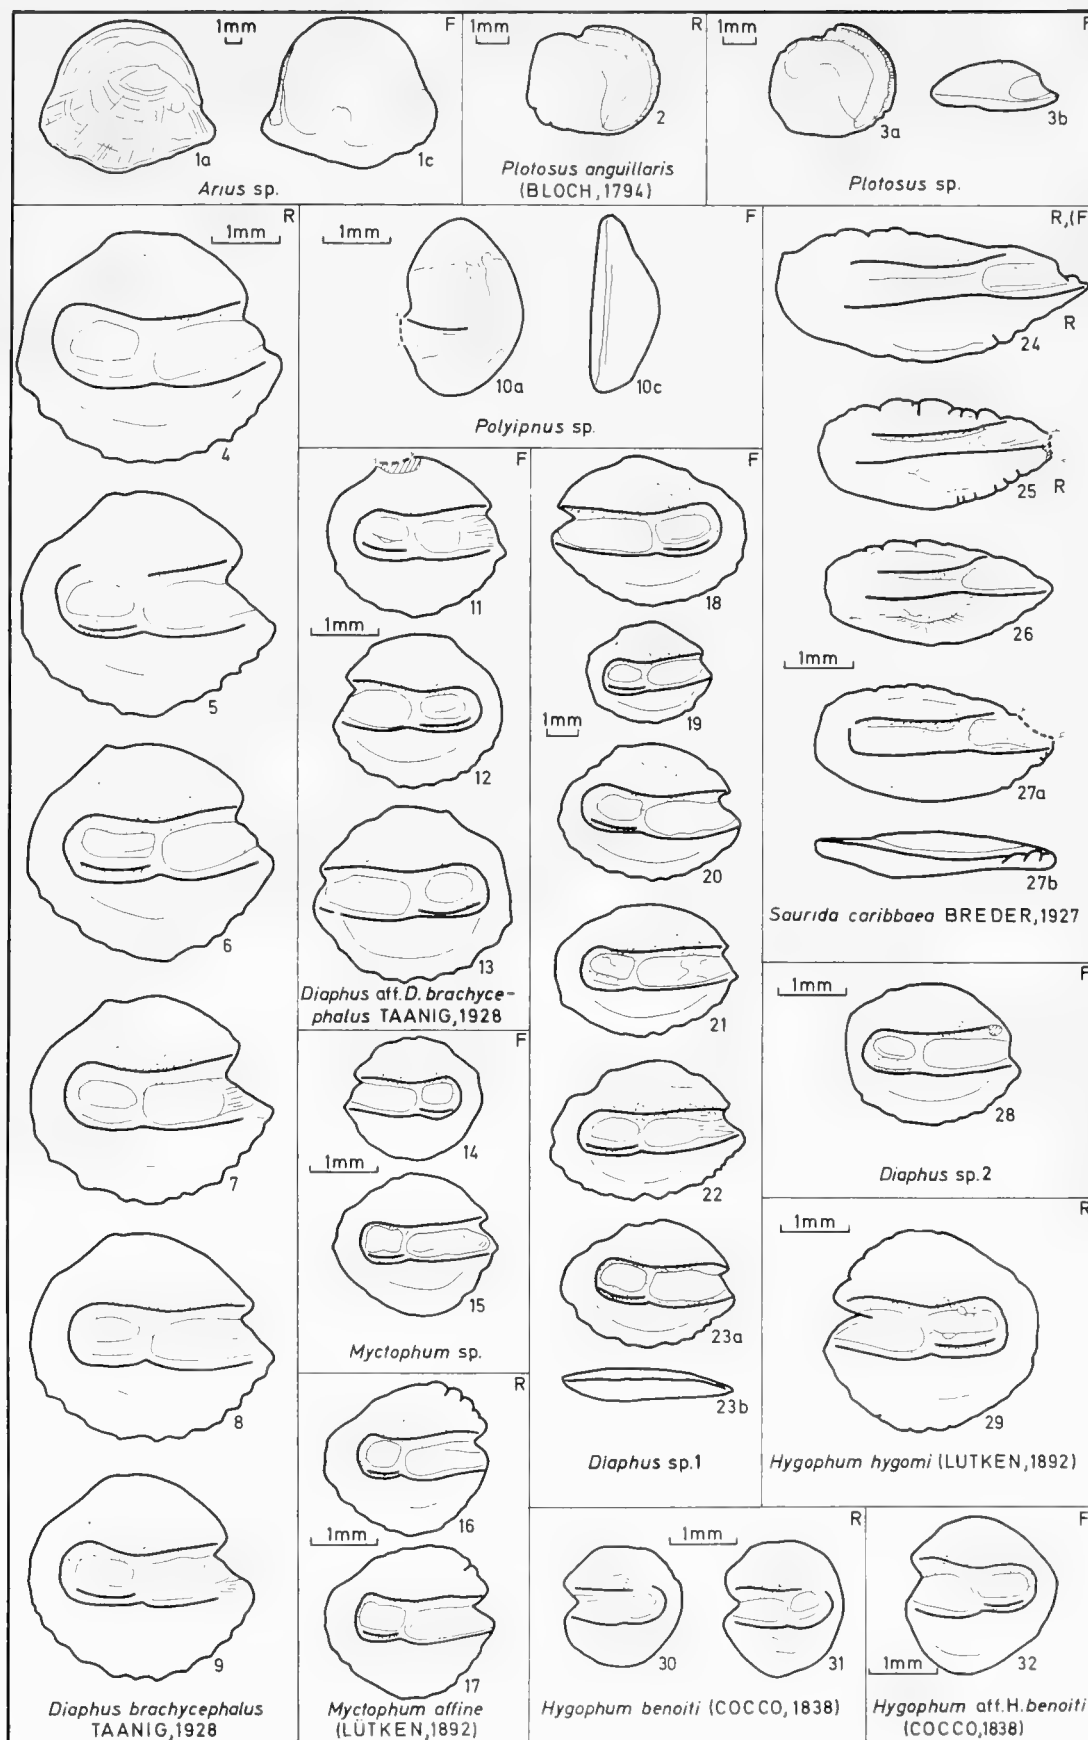 1mm
F
1a
1c
Arius sp.
1mm
R
2
Plotosus anguillaris
(BLOCH, 1794)
1mm
F
3a
3b
Plotosus sp.
R
1mm
4
5
6
7
8
9
Diaphus brachycephalus
TAANIG, 1928
F
1mm
10a
10c
Polyipnus sp.
F
11
1mm
12
13
Diaphus aff. D. brachyce-
phalus TAANIG, 1928
F
14
1mm
15
Myctophum sp.
R
16
1mm
17
Myctophum affine
(LÜTKEN, 1892)
F
18
19
1mm
20
21
22
23a
23b
Diaphus sp. 1
R, (F
R
24
25
R
26
1mm
27a
27b
Saurida caribbaea BREDER, 1927
F
1mm
28
Diaphus sp. 2
R
1mm
29
Hygophum hygomi (LUTKEN, 1892)
R
1mm
30
31
Hygophum benoiti (COCCO, 1838)
F
32
1mm
Hygophum aff. H. benoiti
(COCCO, 1838)